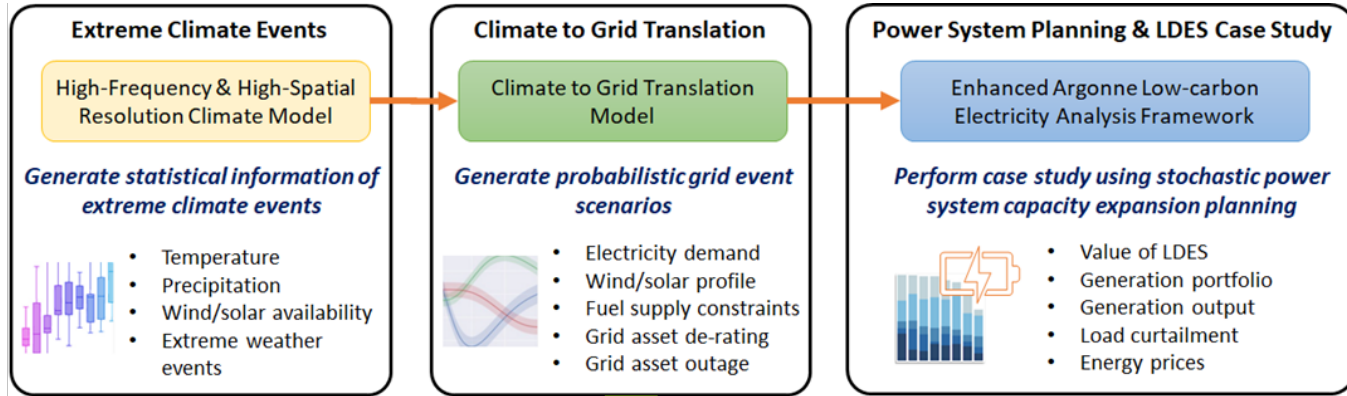 Extreme Climate Events
High-Frequency & High-Spatial
Resolution Climate Model
Generate statistical information of
extreme climate events
• Temperature
• Precipitation
• Wind/solar availability
• Extreme weather
events
Climate to Grid Translation
Climate to Grid Translation
Model
Generate probabilistic grid event
scenarios
• Electricity demand
• Wind/solar profile
• Fuel supply constraints
• Grid asset de-rating
• Grid asset outage
Power System Planning & LDES Case Study
Enhanced Argonne Low-carbon
Electricity Analysis Framework
Perform case study using stochastic power
system capacity expansion planning
• Value of LDES
• Generation portfolio
• Generation output
• Load curtailment
• Energy prices